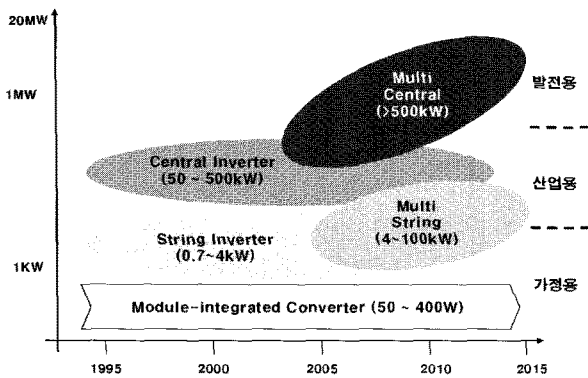 20MW
1MW
1KW
Multi
Central
(>500kW)
Central Inverter
(50 ~ 500kW)
Multi
String
(4~100kW)
String Inverter
(0.7~4kW)
Module-integrated Converter (50 ~ 400W)
발전용
산업용
가정용
1995
2000
2005
2010
2015